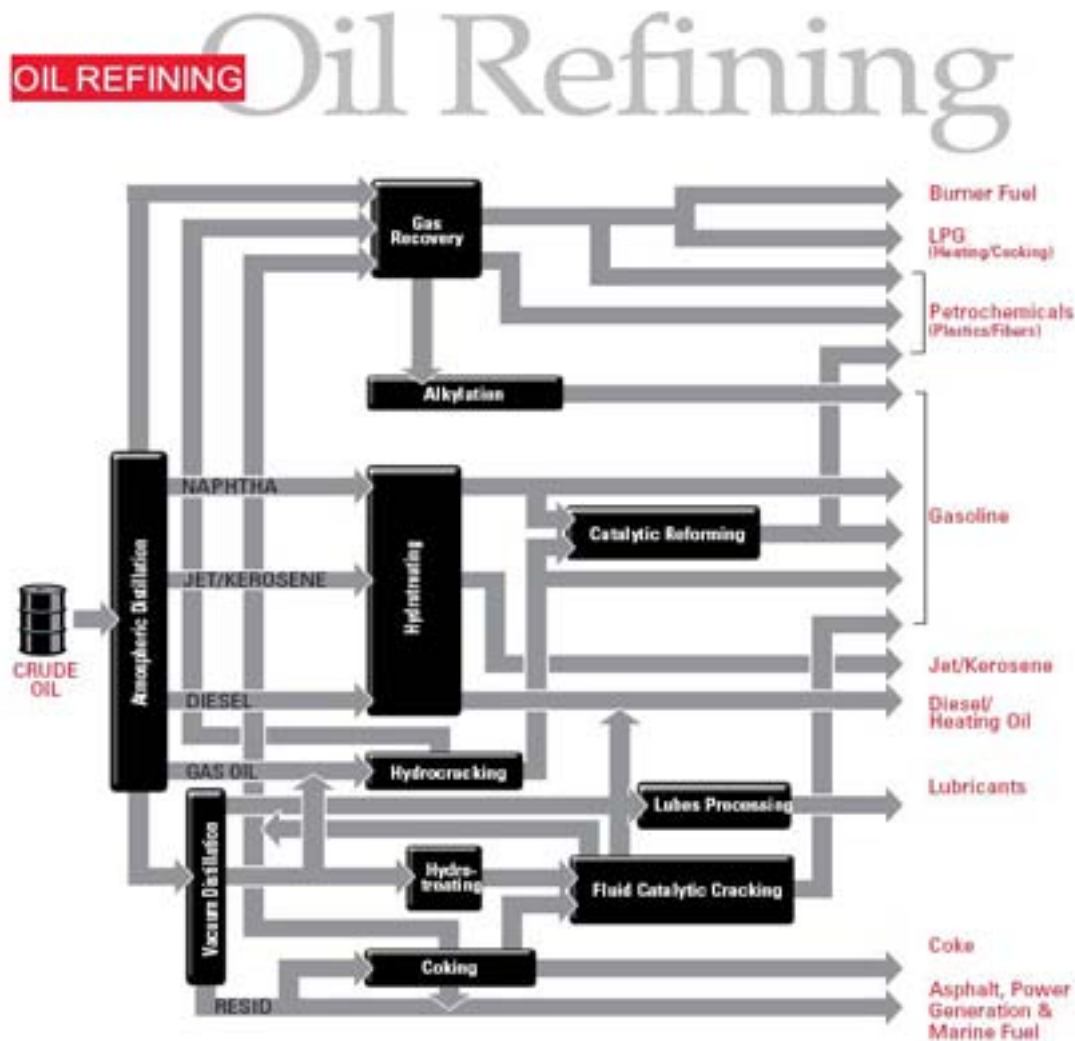 Oil Refining
OIL REFINING
Gas
Recovery
Burner Fuel
LPG
(Heating/Cooking)
Petrochemicals
(Plastics/Fibers)
Alkylation
NAPHTHA
Catalytic Reforming
Gasoline
Hydrotreating
JET/KEROSENE
Atmospheric Distillation
CRUDE
OIL
Jet/Kerosene
DIESEL
Diesel/
Heating Oil
GAS OIL
Hydrocracking
Lubes Processing
Lubricants
Vacuum Distillation
Hydro-
treating
Fluid Catalytic Cracking
Coking
Coke
RESID
Asphalt, Power
Generation &
Marine Fuel